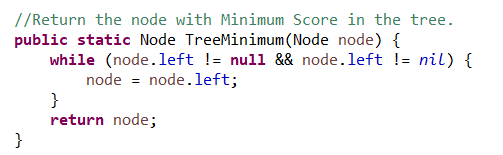 //Return the node with Minimum Score in the tree.
public static Node TreeMinimum(Node node) {
    while (node.left != null && node.left != nil) {
        node = node.left;
    }
    return node;
}